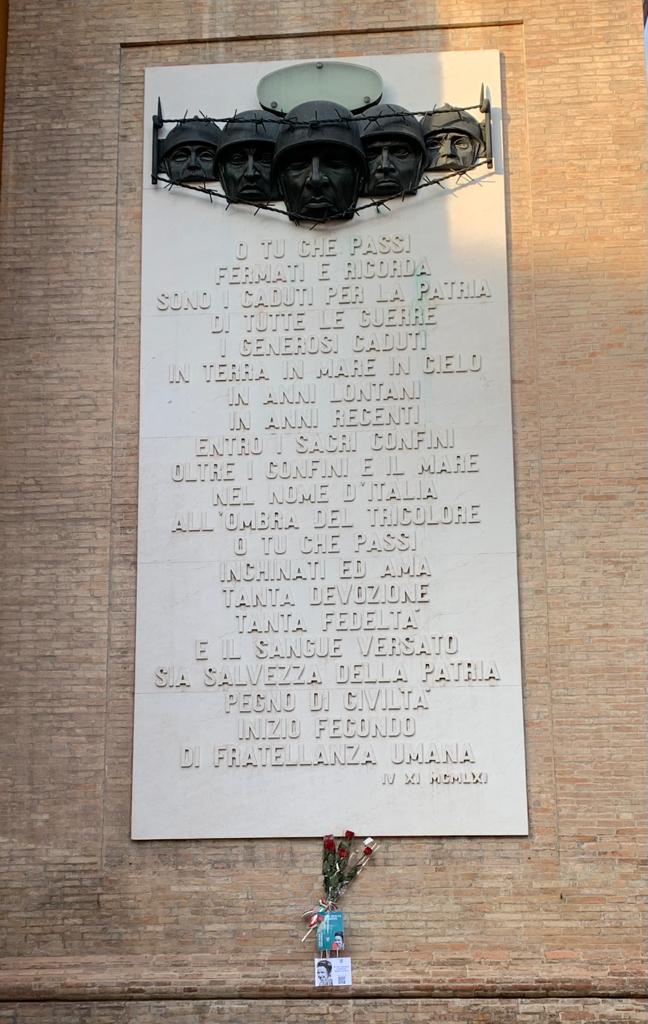 O TU CHE PASSI
FERMATI E RICORDA
SONO I CADUTI PER LA PATRIA
DI TUTTE LE GUERRE
I GENEROSI CADUTI
IN TERRA IN MARE IN CIELO
IN ANNI LONTANI
IN ANNI RECENTI
ENTRO I SACRI CONFINI
OLTRE I CONFINI E IL MARE
NEL NOME D'ITALIA
ALL'OMBRA DEL TRICOLORE
O TU CHE PASSI
INCHINATI ED AMA
TANTA DEVOZIONE
TANTA FEDELTA'
E IL SANGUE VERSATO
SIA SALVEZZA DELLA PATRIA
PEGNO DI CIVILTA'
INIZIO FECONDO
DI FRATELLANZA UMANA
IV XI MCMLXI